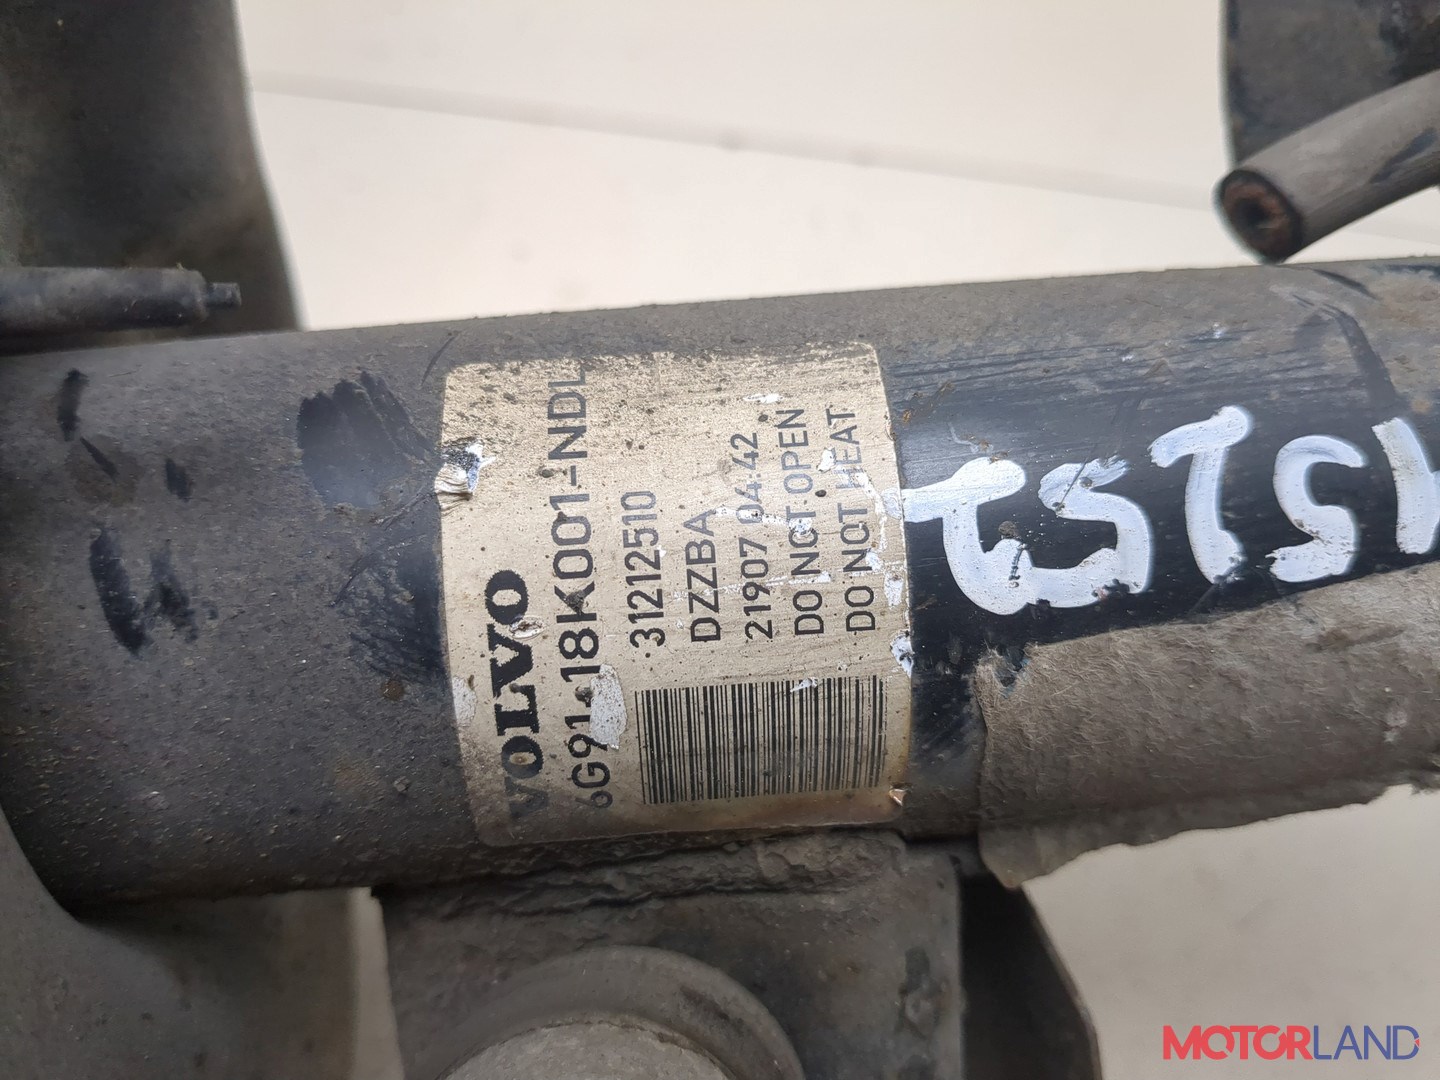 VOLVO
6G91-18K001-NDL
31212510
DZZBA
21907 04:42
DO NOT OPEN
DO NOT HEAT
MOTORLAND